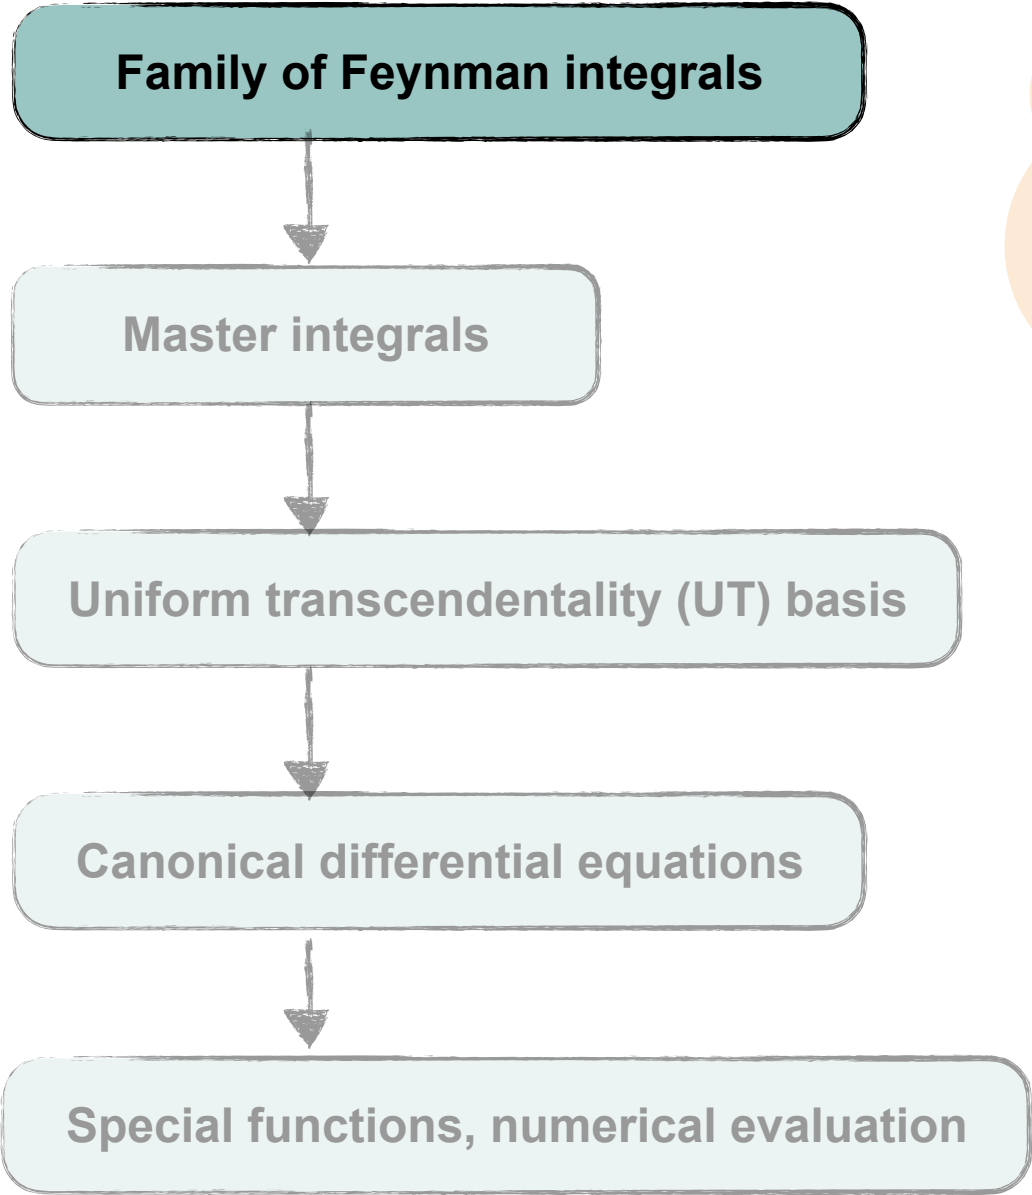 Family of Feynman integrals
Master integrals
Uniform transcendentality (UT) basis
Canonical differential equations
Special functions, numerical evaluation